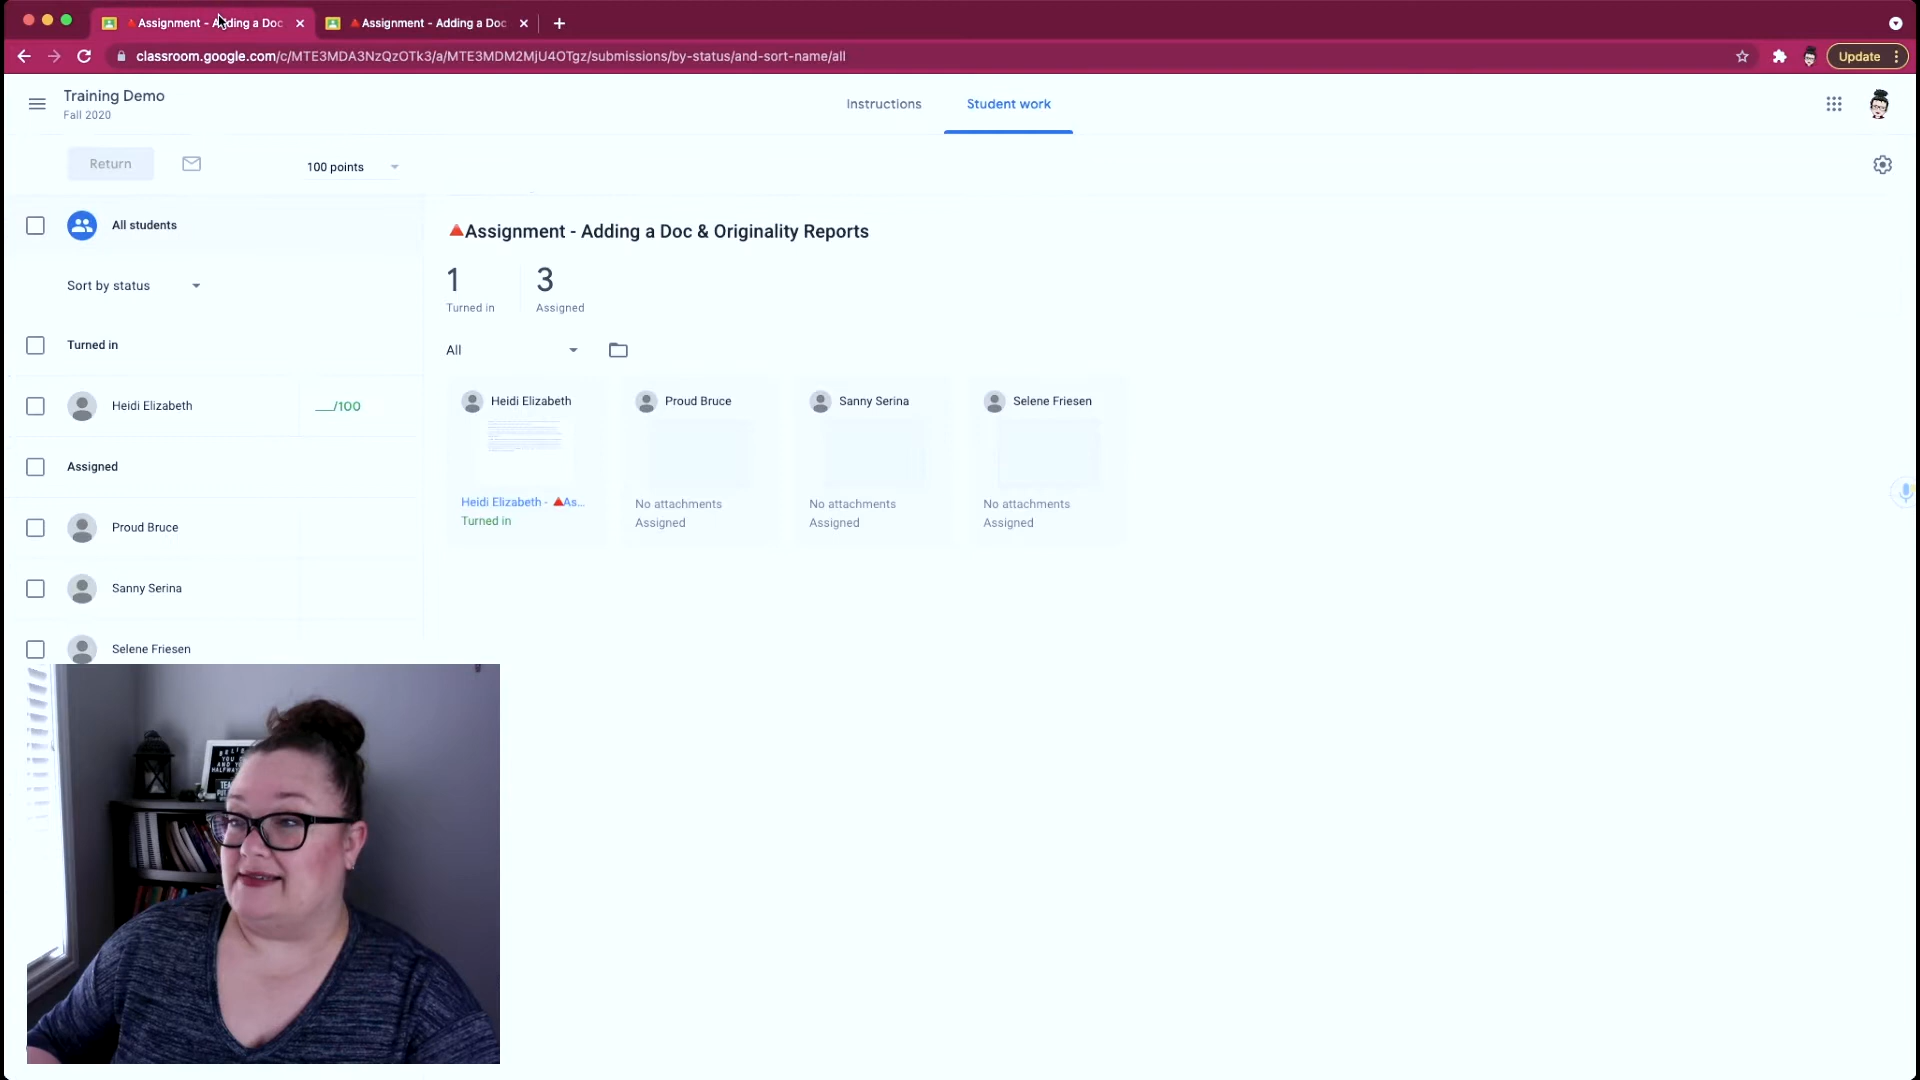 🔺Assignment - Adding a Doc
🔺Assignment - Adding a Doc
classroom.google.com/c/MTE3MDA3NzQzOTk3/a/MTE3MDM2MjU4OTgz/submissions/by-status/and-sort-name/all
Update
Training Demo
Fall 2020
Instructions
Student work
Return
100 points
All students
🔺Assignment - Adding a Doc & Originality Reports
1
Turned in
3
Assigned
Sort by status
All
Turned in
Heidi Elizabeth
___/100
Assigned
Proud Bruce
Sanny Serina
Selene Friesen
Heidi Elizabeth
Heidi Elizabeth - 🔺As...
Turned in
Proud Bruce
No attachments
Assigned
Sanny Serina
No attachments
Assigned
Selene Friesen
No attachments
Assigned